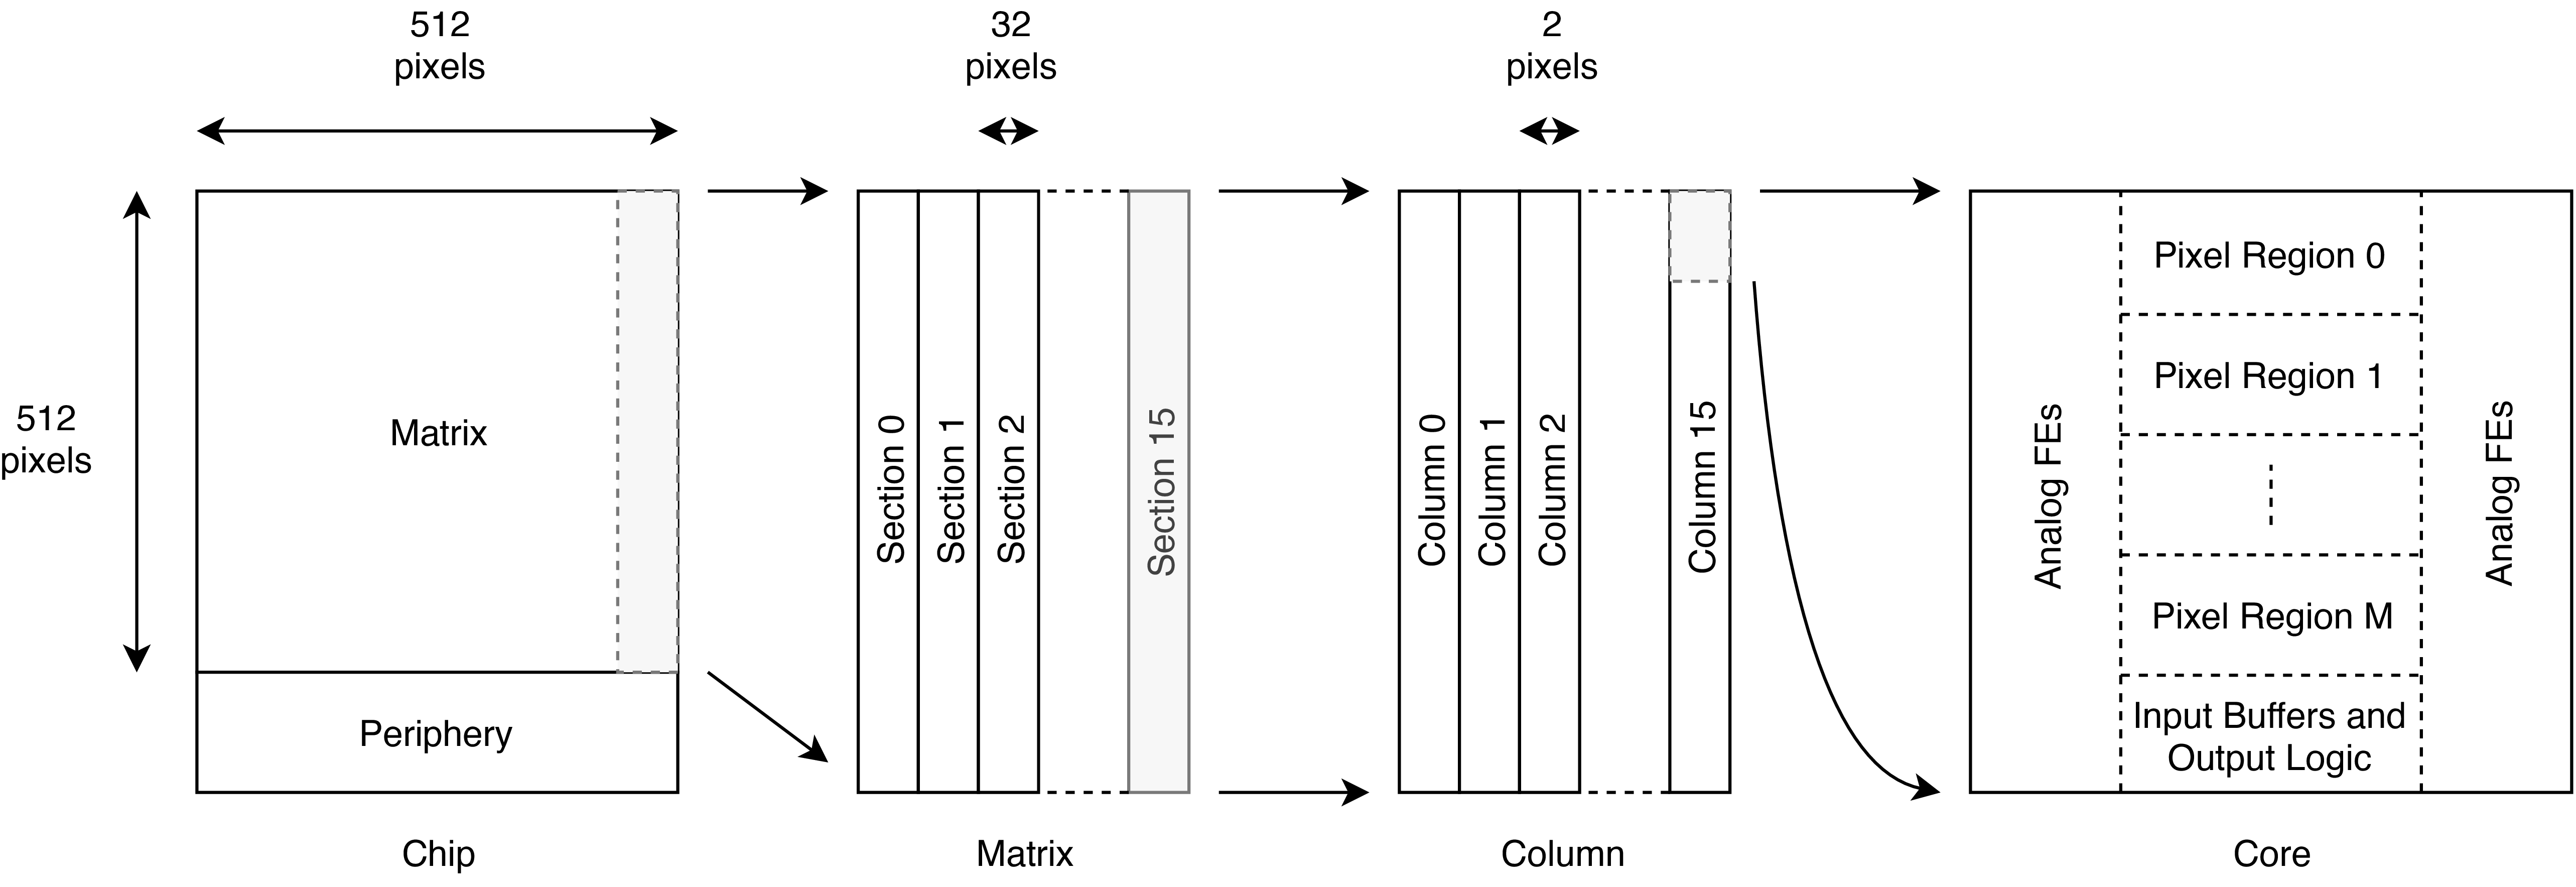 512
pixels
32
pixels
2
pixels
512
pixels
Matrix
Periphery
Chip
Section 0
Section 1
Section 2
Section 15
Matrix
Column 0
Column 1
Column 2
Column 15
Column
Analog FEs
Pixel Region 0
Pixel Region 1
Pixel Region M
Input Buffers and
Output Logic
Analog FEs
Core